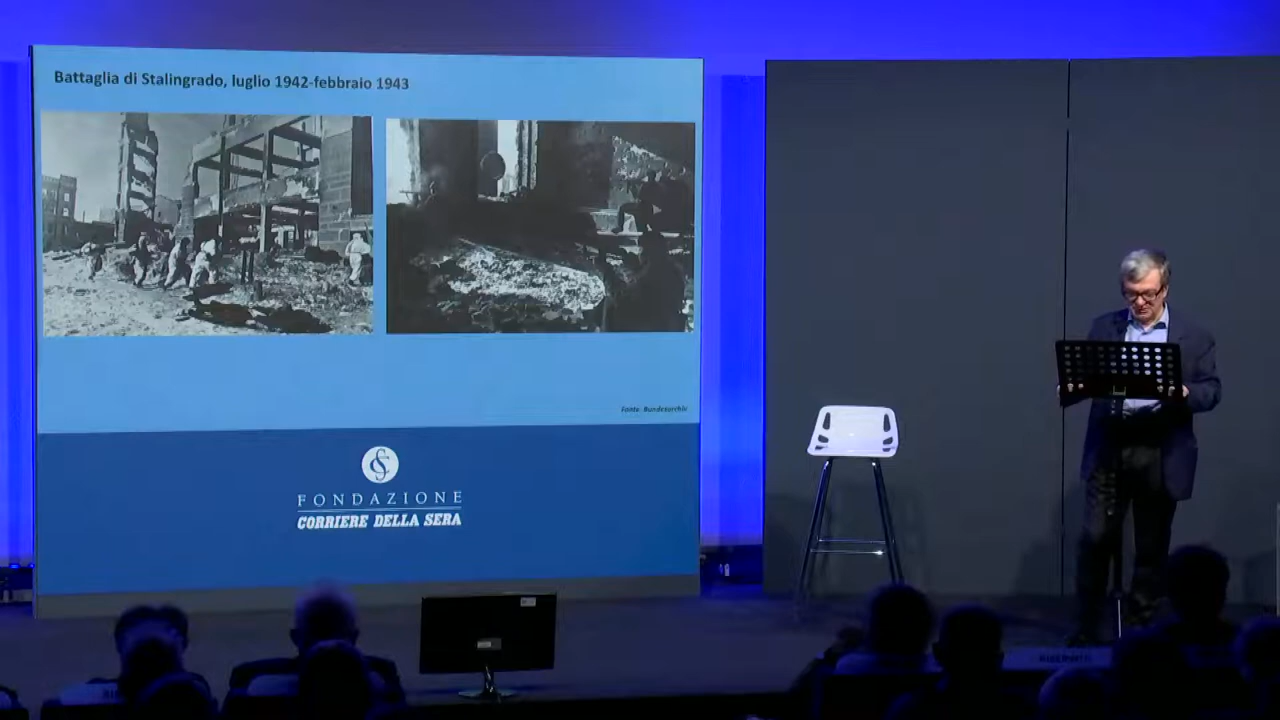 Battaglia di Stalingrado, luglio 1942-febbraio 1943
Fonte: Bundesarchiv
FONDAZIONE
CORRIERE DELLA SERA